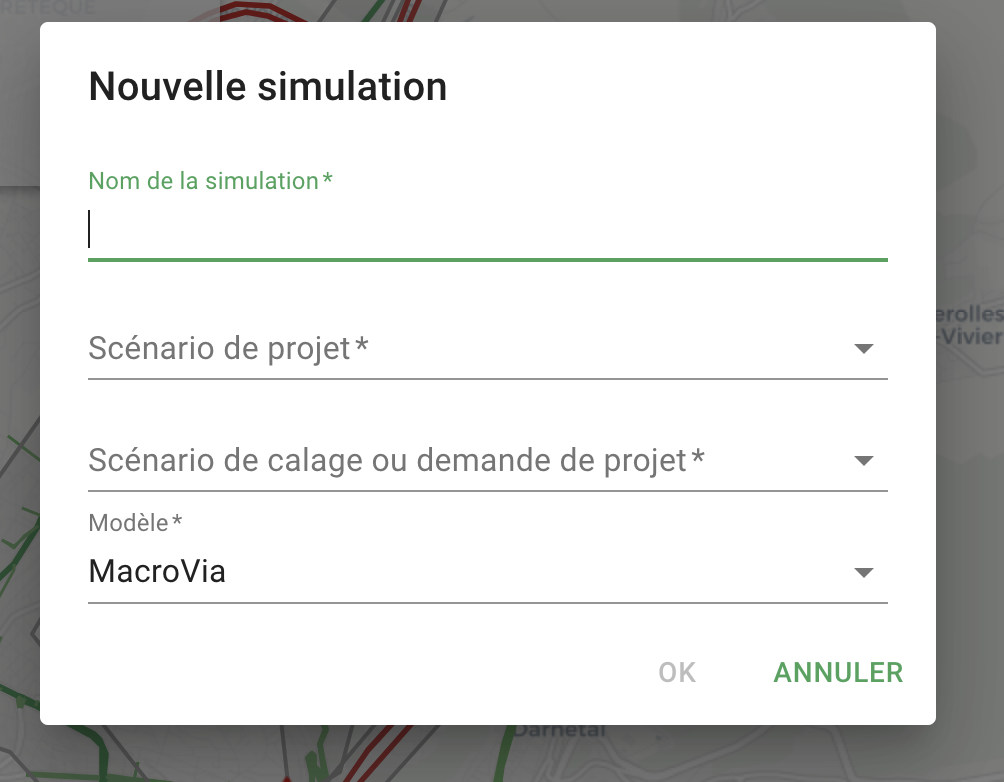 RETEQUE
Nouvelle simulation
Nom de la simulation*
erolles
-Vivier
Scénario de projet*
Scénario de calage ou demande de projet*
Modèle*
MacroVia
OK
ANNULER
Darnétal